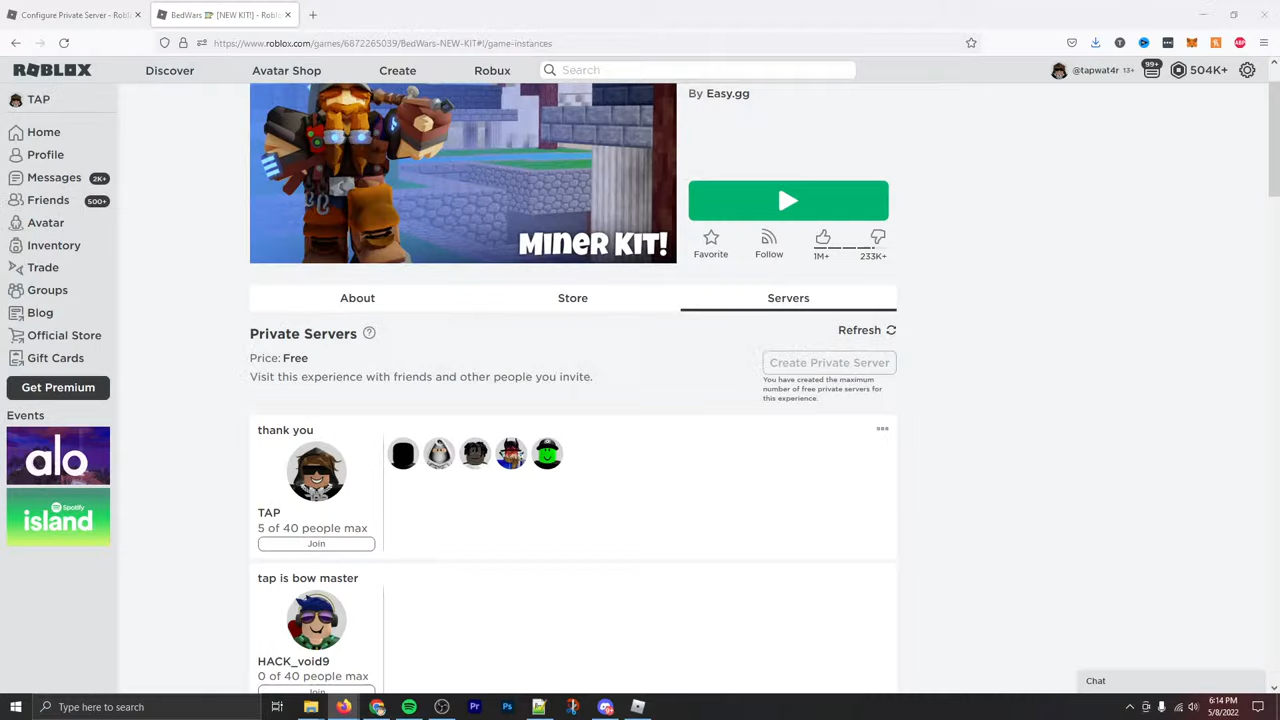 Configure Private Server - Roblo
BedWars [NEW KIT!] - Roblo
https://www.roblox.com/games/6872265039/BedWars-NEW-KIT#!/game-instances
ROBLOX
Discover
Avatar Shop
Create
Robux
Search
@tapwat4r 13+
99+
504K+
TAP
Home
Profile
Messages 2K+
Friends 500+
Avatar
Inventory
Trade
Groups
Blog
Official Store
Gift Cards
Get Premium
Events
alo
Spotify
island
MINER KIT!
By Easy.gg
Favorite
Follow
1M+
233K+
About
Store
Servers
Private Servers
Refresh
Price: Free
Visit this experience with friends and other people you invite.
Create Private Server
You have created the maximum
number of free private servers for
this experience.
thank you
TAP
5 of 40 people max
Join
tap is bow master
HACK_void9
0 of 40 people max
Join
Chat
Type here to search
6:14 PM
5/8/2022